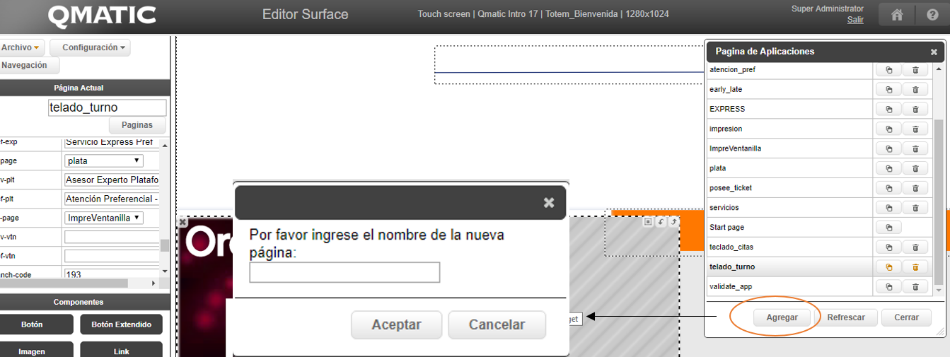 QMATIC
Editor Surface
Touch screen | Qmatic Intro 17 | Totem_Bienvenida | 1280x1024
Super Administrator
Salir
Archivo
Configuración
Navegación
Página Actual
telado_turno
Paginas
f-exp
Servicio Express Pref
page
plata
v-plt
Asesor Experto Platafo
f-plt
Atención Preferencial -
-page
ImpreVentanilla
v-vtn
ef-vtn
anch-code
193
Componentes
Botón
Botón Extendido
Imagen
Link
Or
Por favor ingrese el nombre de la nueva
página:
Aceptar
Cancelar
get
Pagina de Aplicaciones
atencion_pref
early_late
EXPRESS
impresion
ImpreVentanilla
plata
posee_ticket
servicios
Start page
teclado_citas
telado_turno
validate_app
Agregar
Refrescar
Cerrar